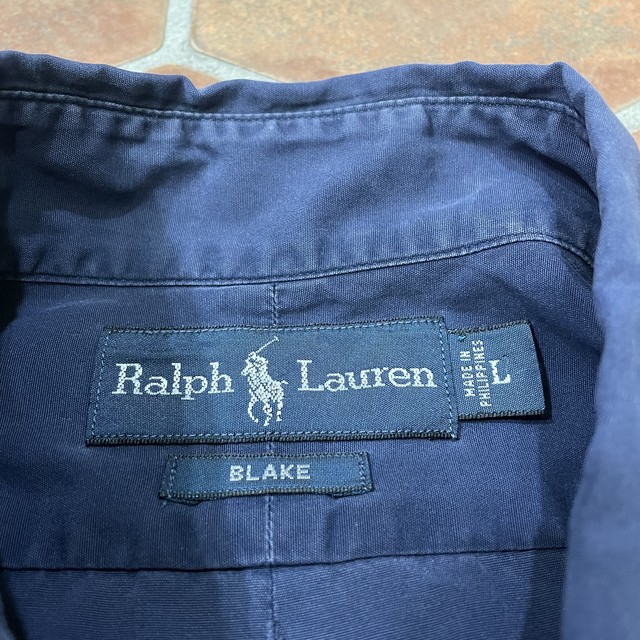 Ralph Lauren
MADE IN
PHILIPPINES
L
BLAKE